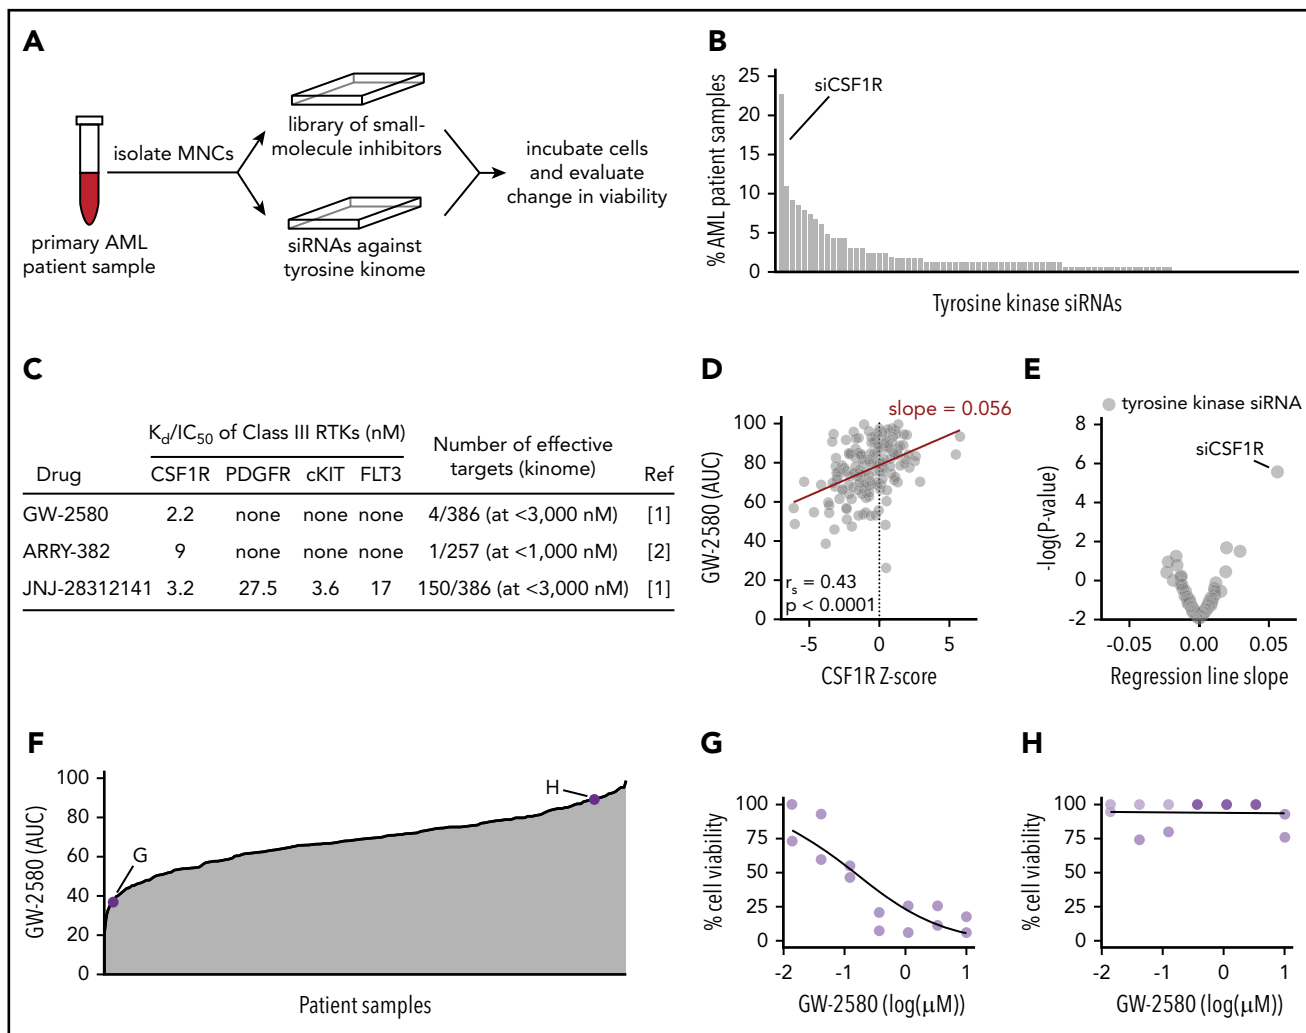 A
isolate MNCs
primary AML
patient sample
library of small-
molecule inhibitors
siRNAs against
tyrosine kinome
incubate cells
and evaluate
change in viability
B
% AML patient samples
25
20
15
10
5
0
siCSF1R
Tyrosine kinase siRNAs
C
Kd/IC50 of Class III RTKs (nM)
Number of effective
targets (kinome)
Drug CSF1R PDGFR cKIT FLT3 Ref
GW-2580 2.2 none none none 4/386 (at <3,000 nM) [1]
ARRY-382 9 none none none 1/257 (at <1,000 nM) [2]
JNJ-28312141 3.2 27.5 3.6 17 150/386 (at <3,000 nM) [1]
D
slope = 0.056
GW-2580 (AUC)
100
80
60
40
20
0
rs = 0.43
p < 0.0001
-5 0 5
CSF1R Z-score
E
tyrosine kinase siRNA
siCSF1R
-log(P-value)
8
6
4
2
0
-2
-0.05 0.00 0.05
Regression line slope
F
GW-2580 (AUC)
100
80
60
40
20
0
G
H
Patient samples
G
% cell viability
100
75
50
25
0
-2 -1 0 1
GW-2580 (log(μM))
H
% cell viability
100
75
50
25
0
-2 -1 0 1
GW-2580 (log(μM))